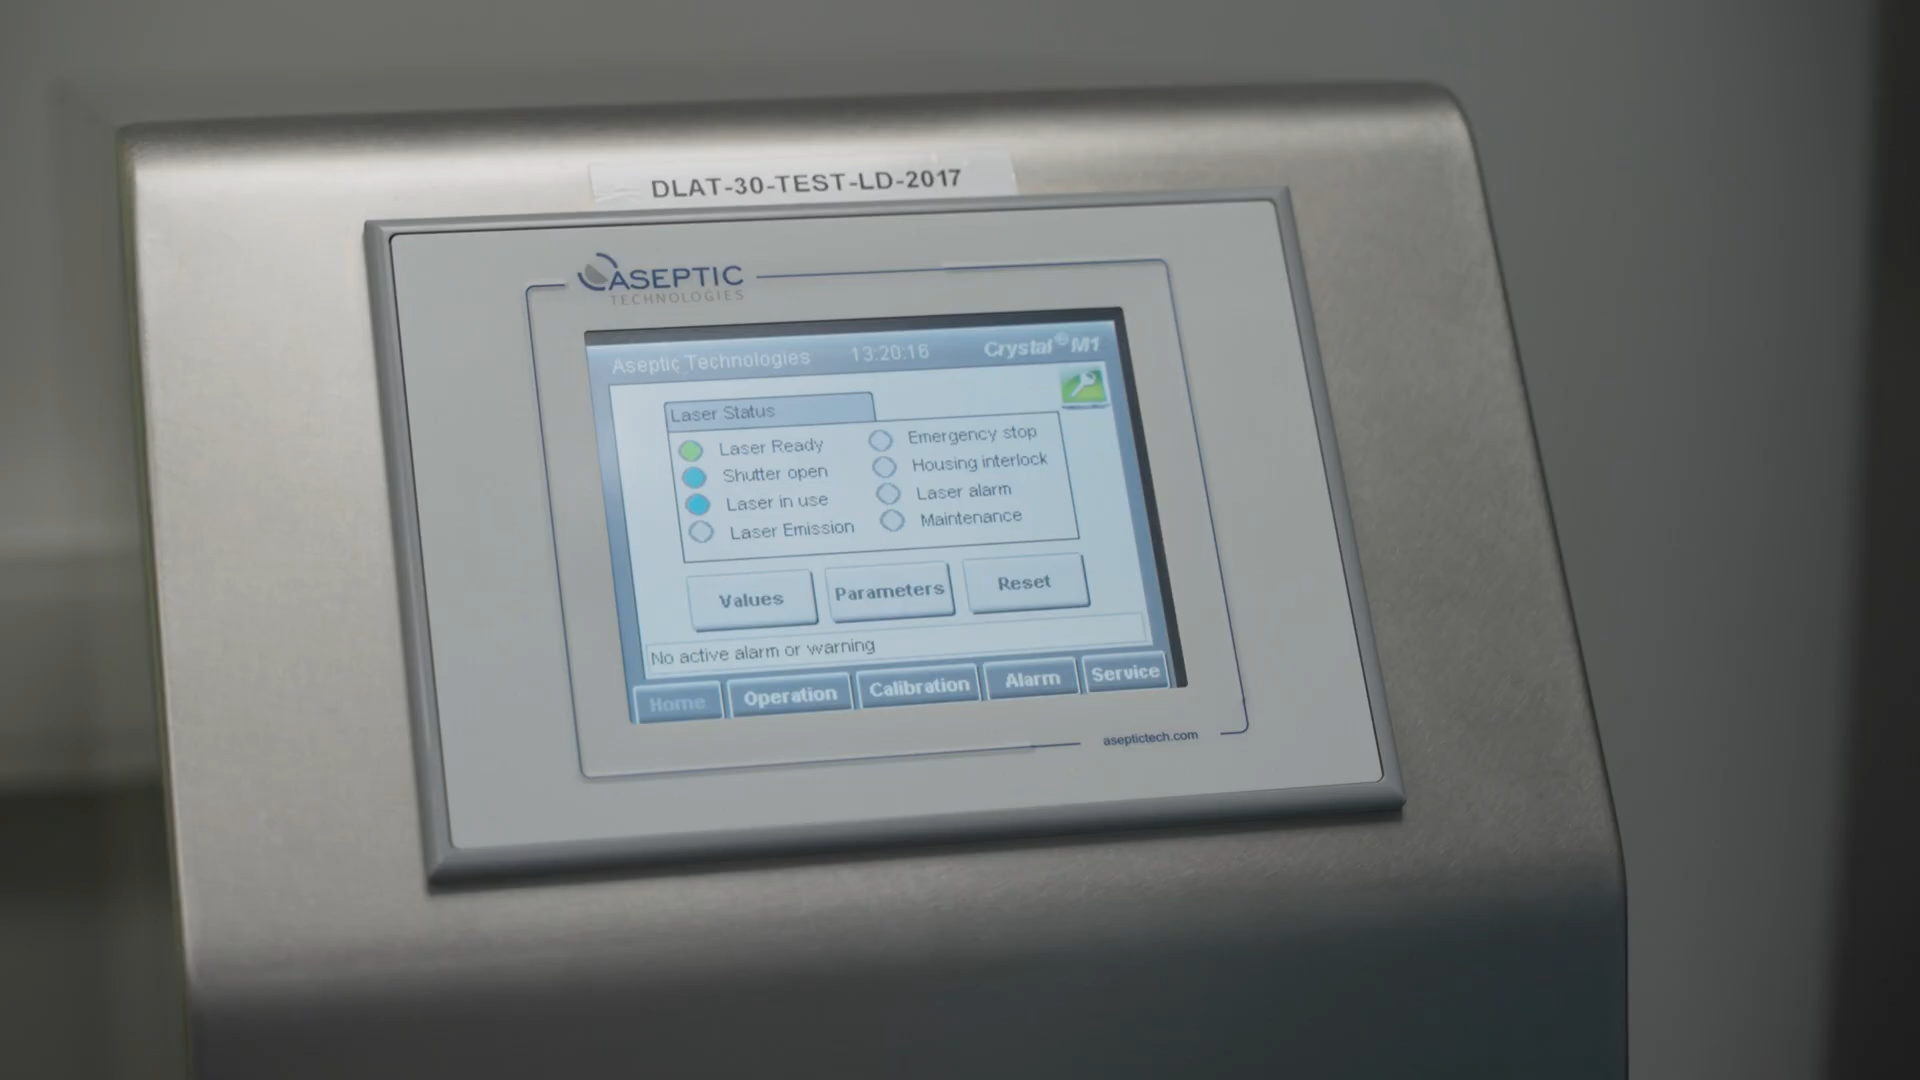 DLAT-30-TEST-LD-2017
ASEPTIC
TECHNOLOGIES
Aseptic Technologies 13:20:16 Crystal® M1
Laser Status
Laser Ready Emergency stop
Shutter open Housing interlock
Laser in use Laser alarm
Laser Emission Maintenance
Values Parameters Reset
No active alarm or warning
Home Operation Calibration Alarm Service
aseptictech.com